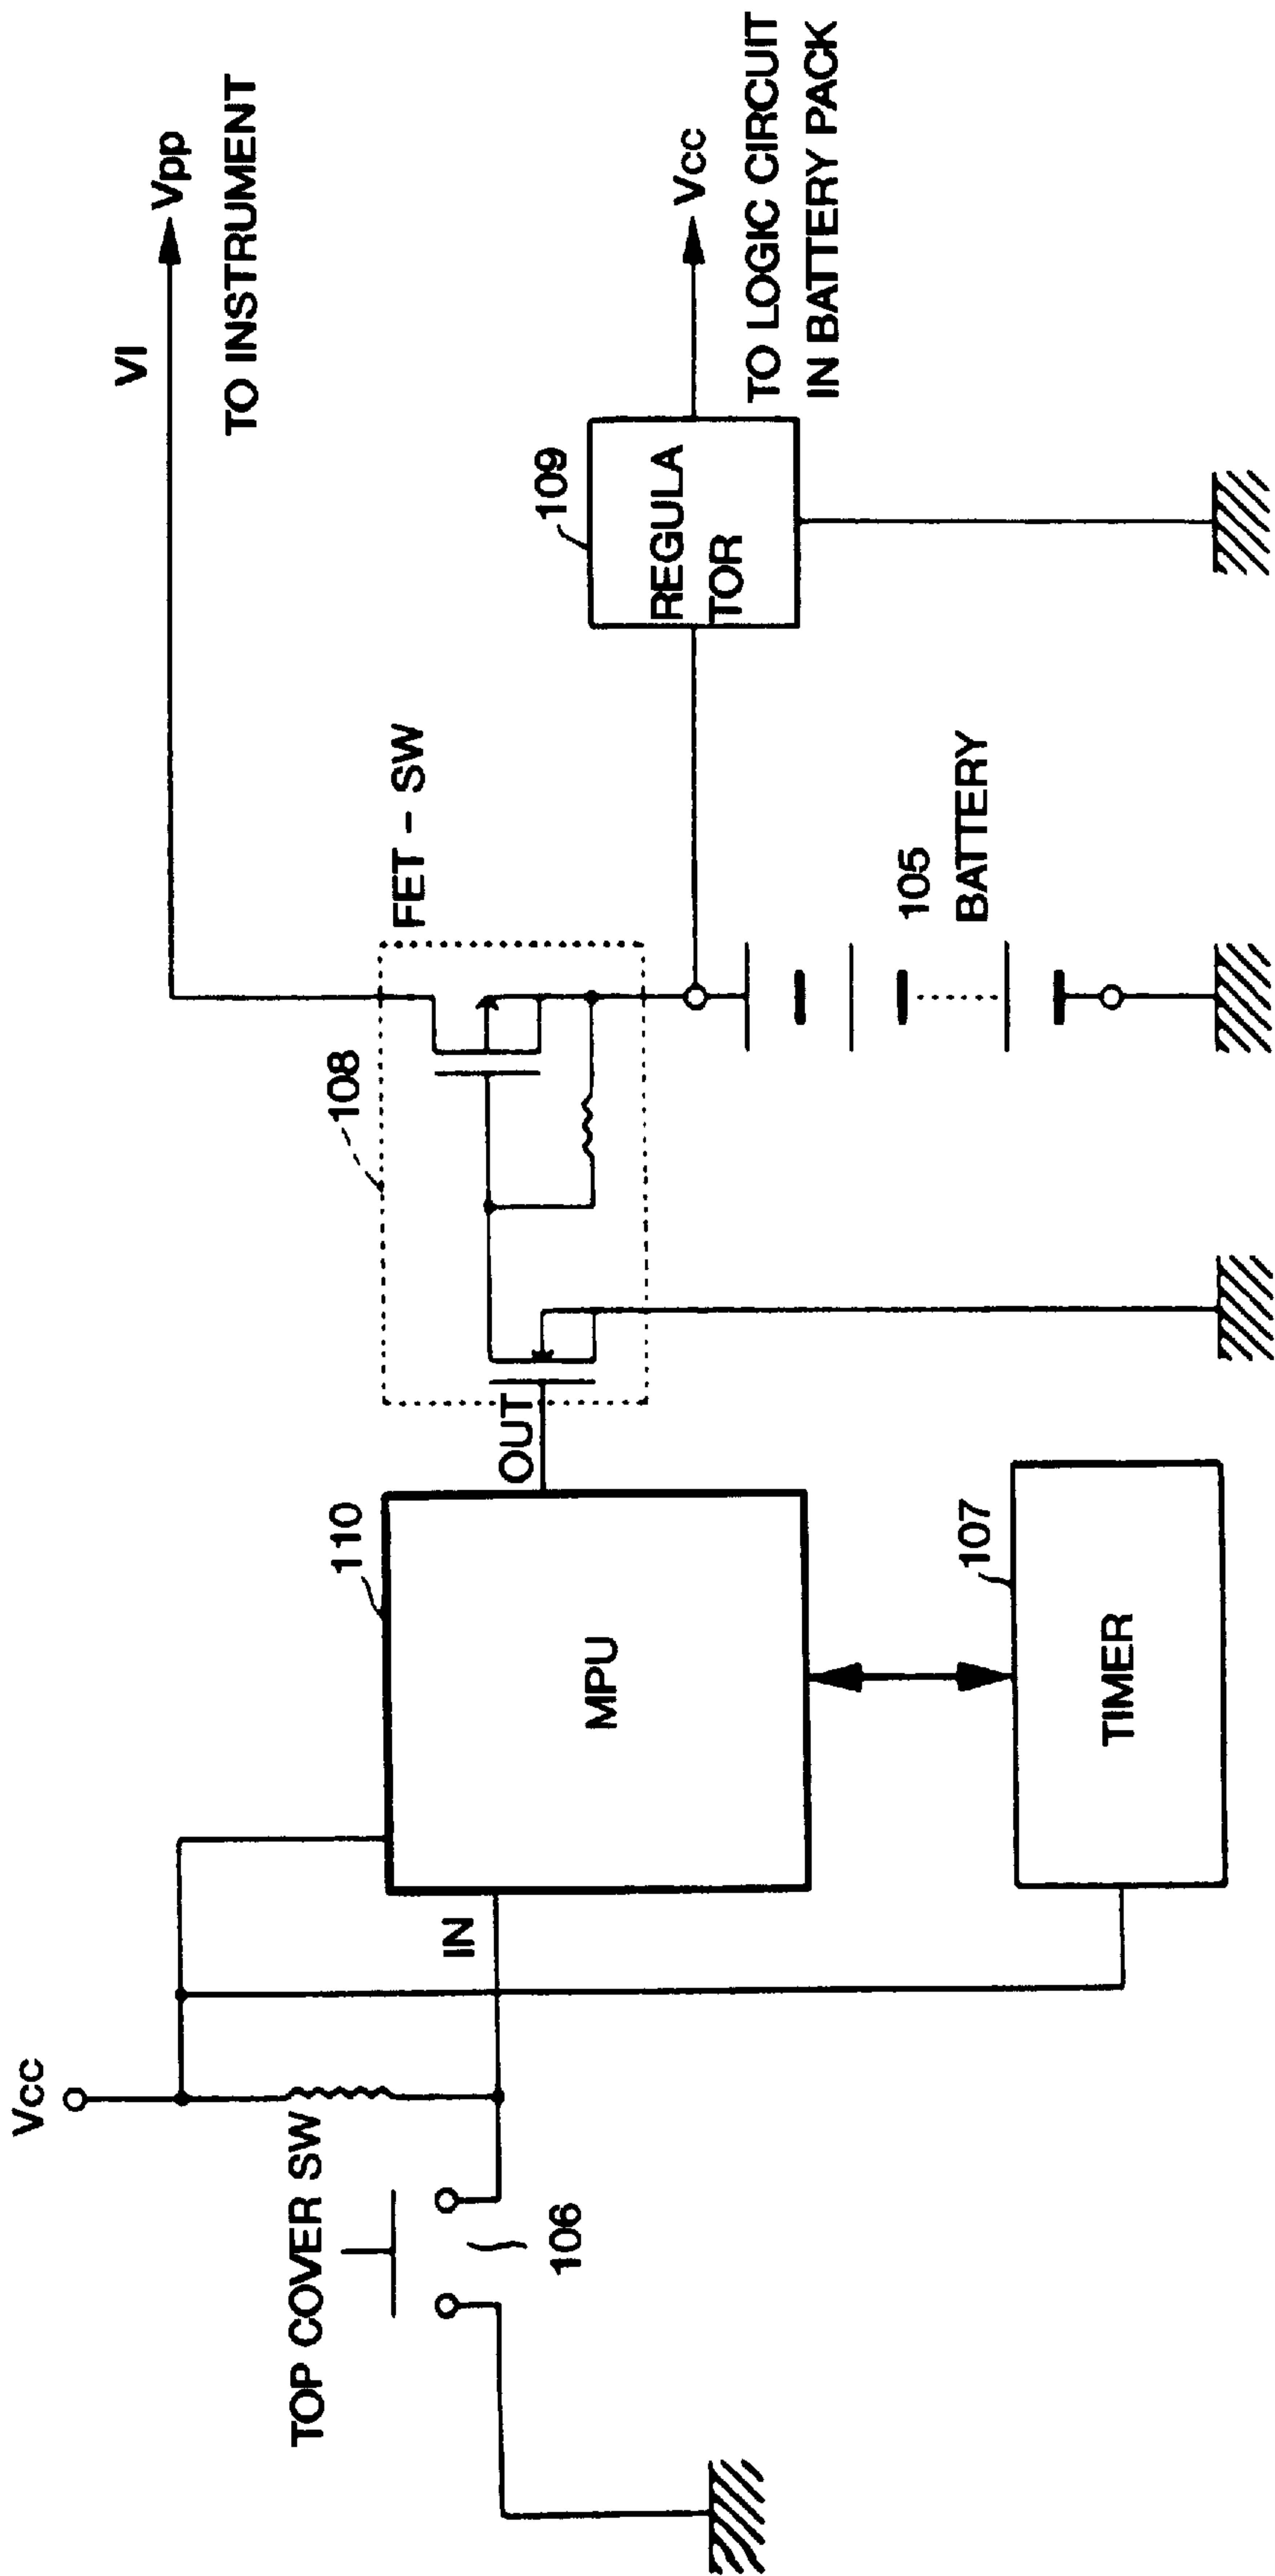 Vcc
TOP COVER SW
106
IN
110
MPU
OUT
107
TIMER
108
FET - SW
105
BATTERY
109
REGULA
TOR
VI
Vpp
TO INSTRUMENT
Vcc
TO LOGIC CIRCUIT
IN BATTERY PACK